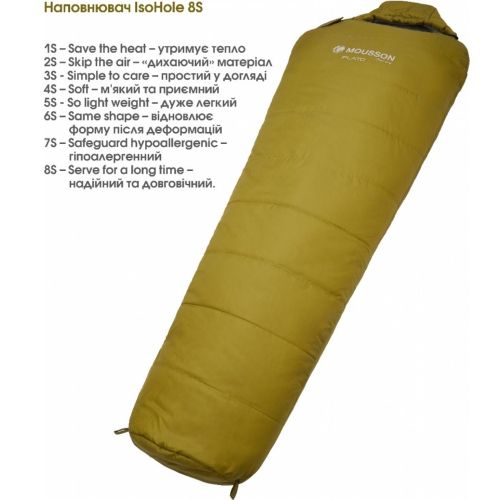 Наповнювач IsoHole 8S
1S – Save the heat – утримує тепло
2S – Skip the air – «дихаючий» матеріал
3S - Simple to care – простий у догляді
4S – Soft – м'який та приємний
5S - So light weight – дуже легкий
6S – Same shape – відновлює
форму після деформацій
7S – Safeguard hypoallergenic –
гіпоалергенний
8S – Serve for a long time –
надійний та довговічний.
MOUSSON
PLATO